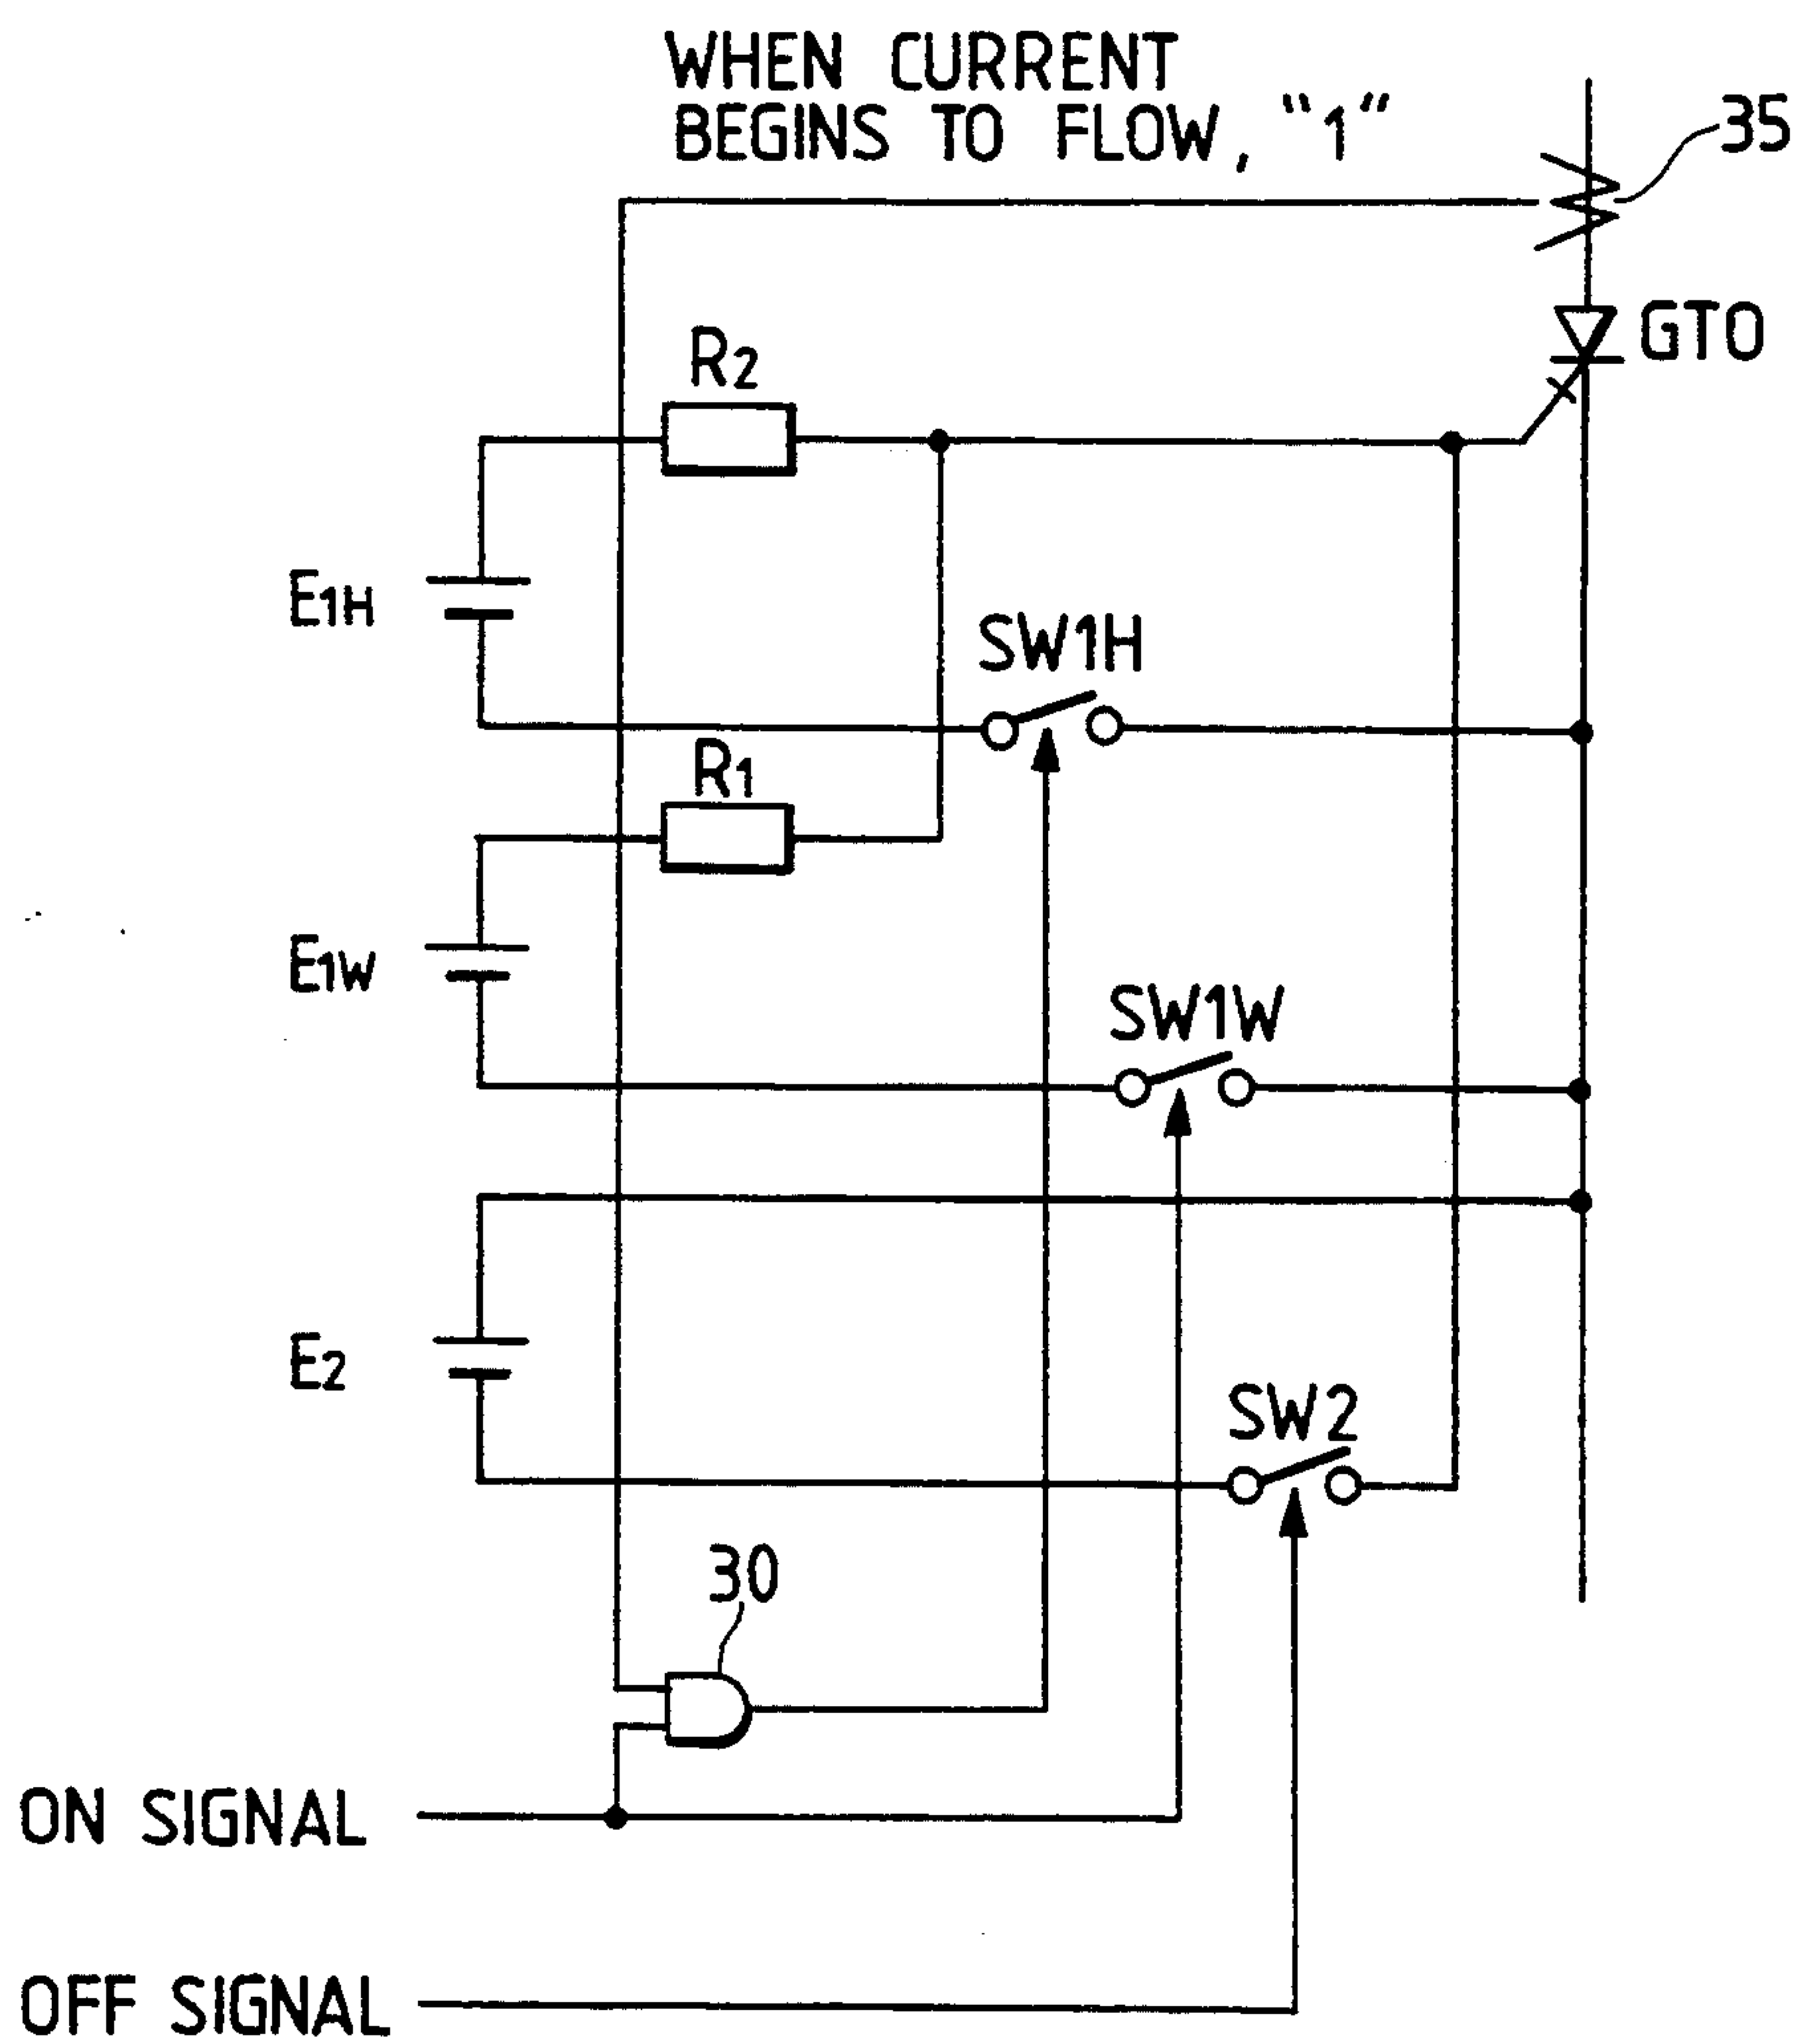 WHEN CURRENT
BEGINS TO FLOW, "1"
35
GTO
R2
E1H
SW1H
R1
E1W
SW1W
E2
SW2
30
ON SIGNAL
OFF SIGNAL